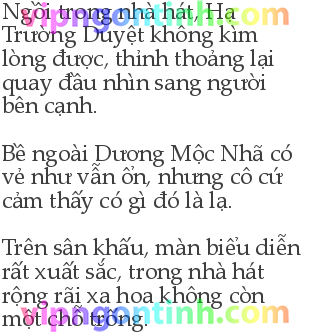 Ngồi trong nhà hát, Hạ
Trường Duyệt không kìm
lòng được, thỉnh thoảng lại
quay đầu nhìn sang người
bên cạnh.
Bề ngoài Dương Mộc Nhã có
vẻ như vẫn ổn, nhưng cô cứ
cảm thấy có gì đó là lạ.
Trên sân khấu, màn biểu diễn
rất xuất sắc, trong nhà hát
rộng rãi xa hoa không còn
một chỗ trống.
vipngontinh.com
vipngontinh.com
vipngontinh.com